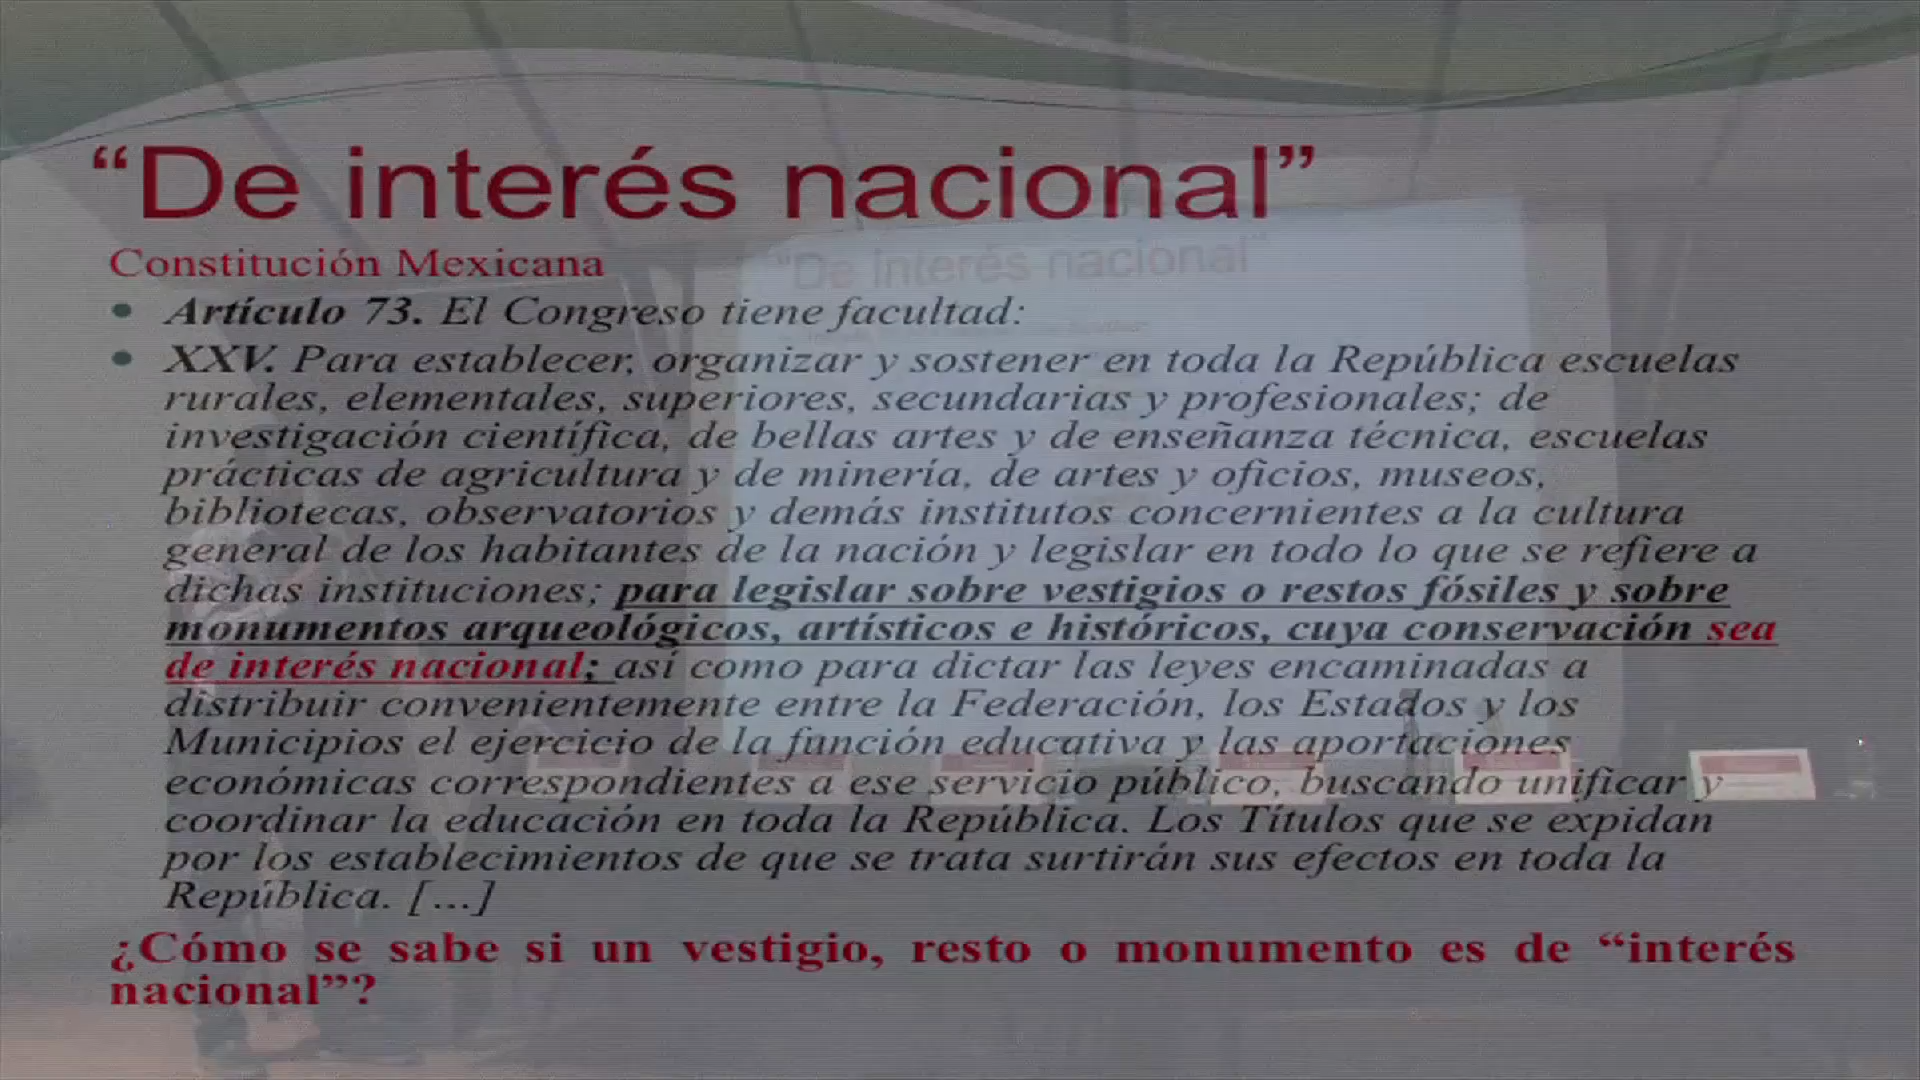 “De interés nacional”
Constitución Mexicana
• Artículo 73. El Congreso tiene facultad:
• XXV. Para establecer, organizar y sostener en toda la República escuelas
rurales, elementales, superiores, secundarias y profesionales; de
investigación científica, de bellas artes y de enseñanza técnica, escuelas
prácticas de agricultura y de minería, de artes y oficios, museos,
bibliotecas, observatorios y demás institutos concernientes a la cultura
general de los habitantes de la nación y legislar en todo lo que se refiere a
dichas instituciones; para legislar sobre vestigios o restos fósiles y sobre
monumentos arqueológicos, artísticos e históricos, cuya conservación sea
de interés nacional; así como para dictar las leyes encaminadas a
distribuir convenientemente entre la Federación, los Estados y los
Municipios el ejercicio de la función educativa y las aportaciones
económicas correspondientes a ese servicio público, buscando unificar y
coordinar la educación en toda la República. Los Títulos que se expidan
por los establecimientos de que se trata surtirán sus efectos en toda la
República. [...]
¿Cómo se sabe si un vestigio, resto o monumento es de “interés
nacional”?
“De interés nacional”